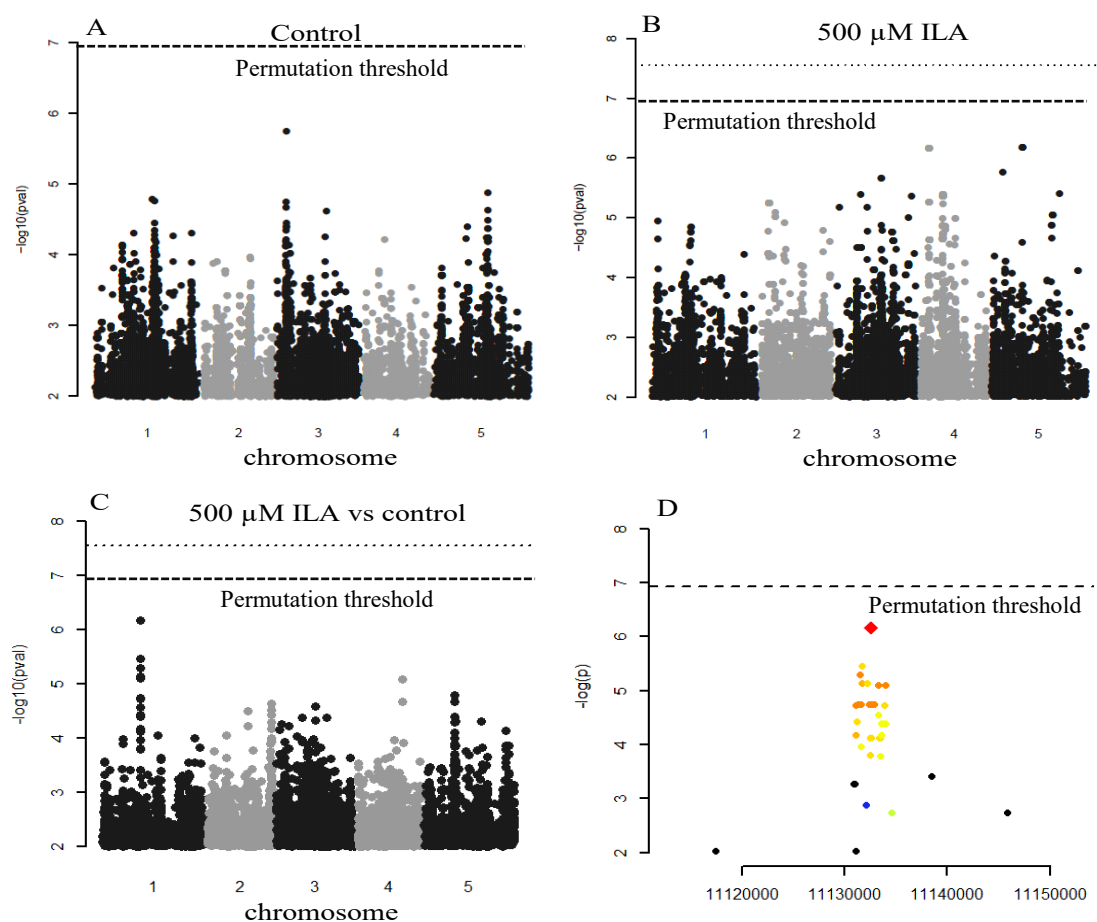 A
Control
Permutation threshold
−log10(pval)
7
6
5
4
3
2
1 2 3 4 5
chromosome
B
500 µM ILA
Permutation threshold
−log10(pval)
8
7
6
5
4
3
2
1 2 3 4 5
chromosome
C
500 µM ILA vs control
Permutation threshold
-log10(pval)
8
7
6
5
4
3
2
1 2 3 4 5
chromosome
D
Permutation threshold
-log(p)
8
7
6
5
4
3
2
11120000 11130000 11140000 11150000